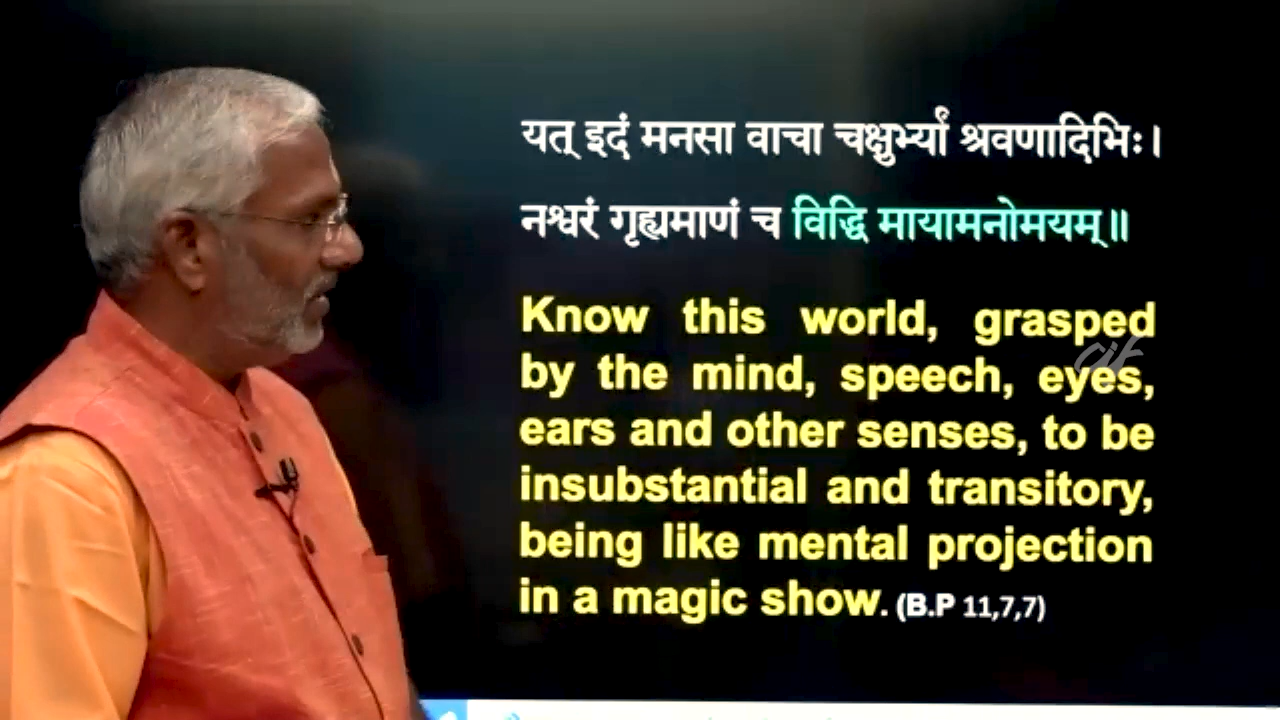 यत् इदं मनसा वाचा चक्षुर्भ्यां श्रवणादिभिः।
नश्वरं गृह्यमाणं च विद्धि मायामनोमयम्॥
Know this world, grasped
by the mind, speech, eyes,
ears and other senses, to be
insubstantial and transitory,
being like mental projection
in a magic show. (B.P 11,7,7)
cif